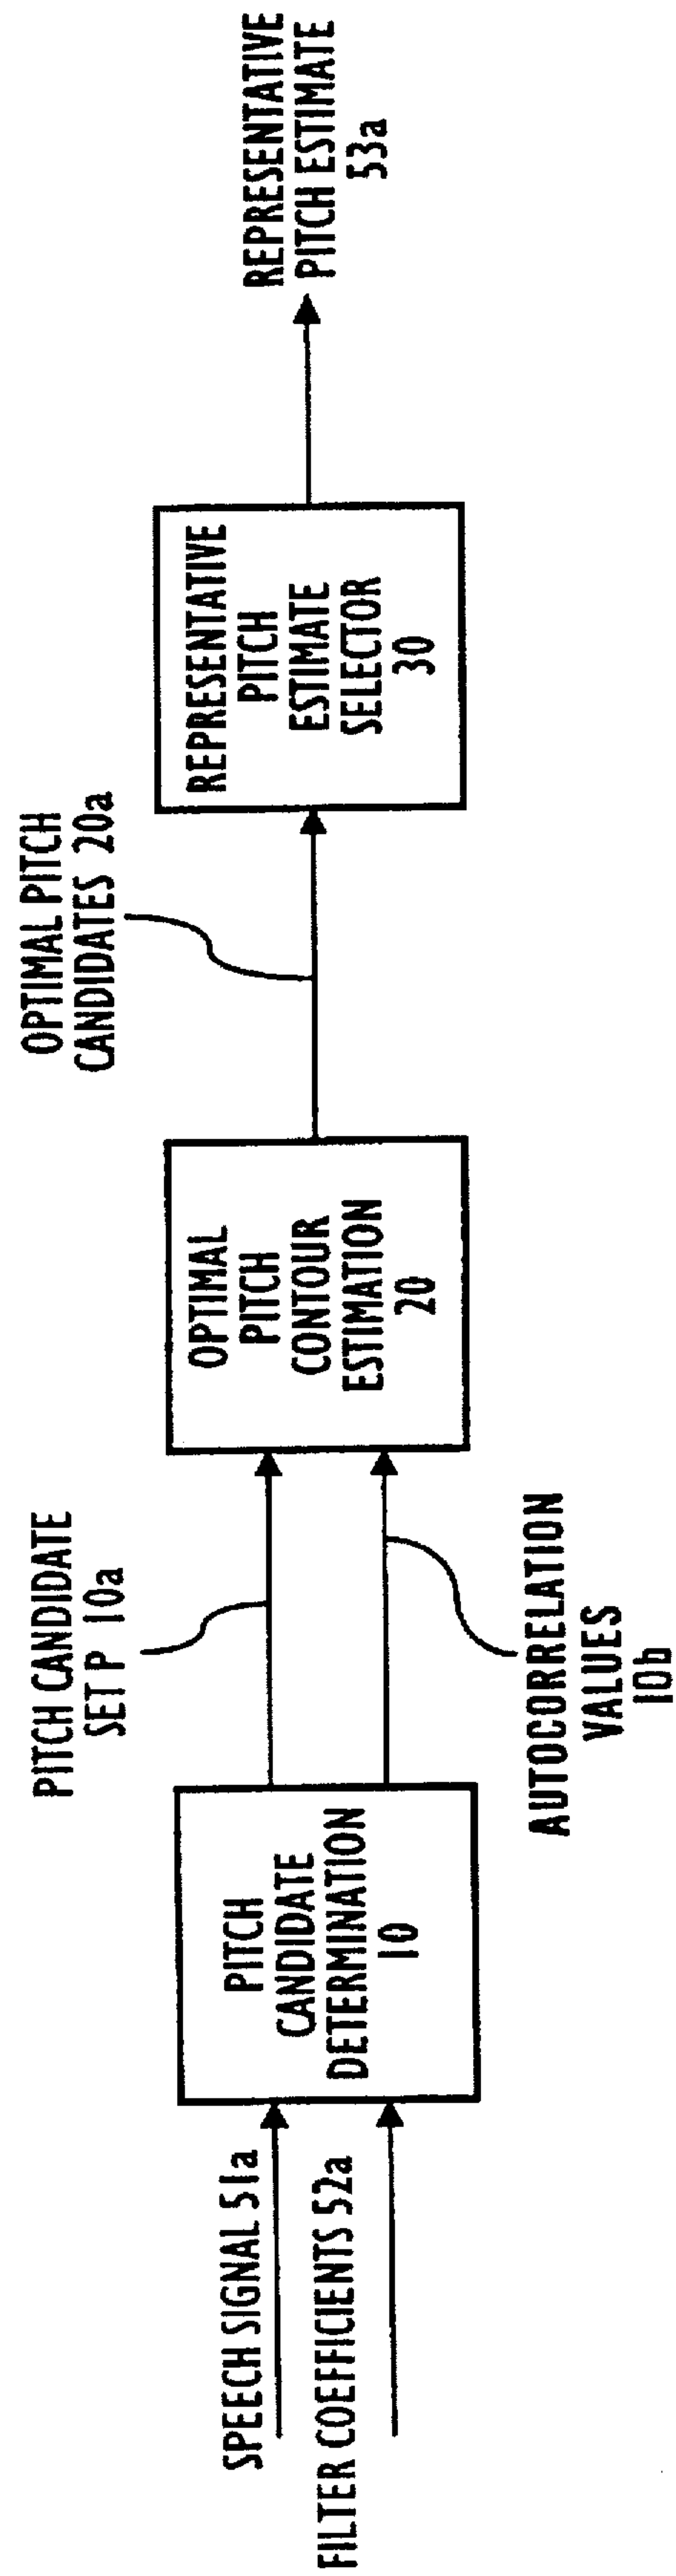 SPEECH SIGNAL 51a
FILTER COEFFICIENTS 52a
PITCH
CANDIDATE
DETERMINATION
10
PITCH CANDIDATE
SET P 10a
AUTOCORRELATION
VALUES
10b
OPTIMAL
PITCH
CONTOUR
ESTIMATION
20
OPTIMAL PITCH
CANDIDATES 20a
REPRESENTATIVE
PITCH
ESTIMATE
SELECTOR
30
REPRESENTATIVE
PITCH ESTIMATE
53a